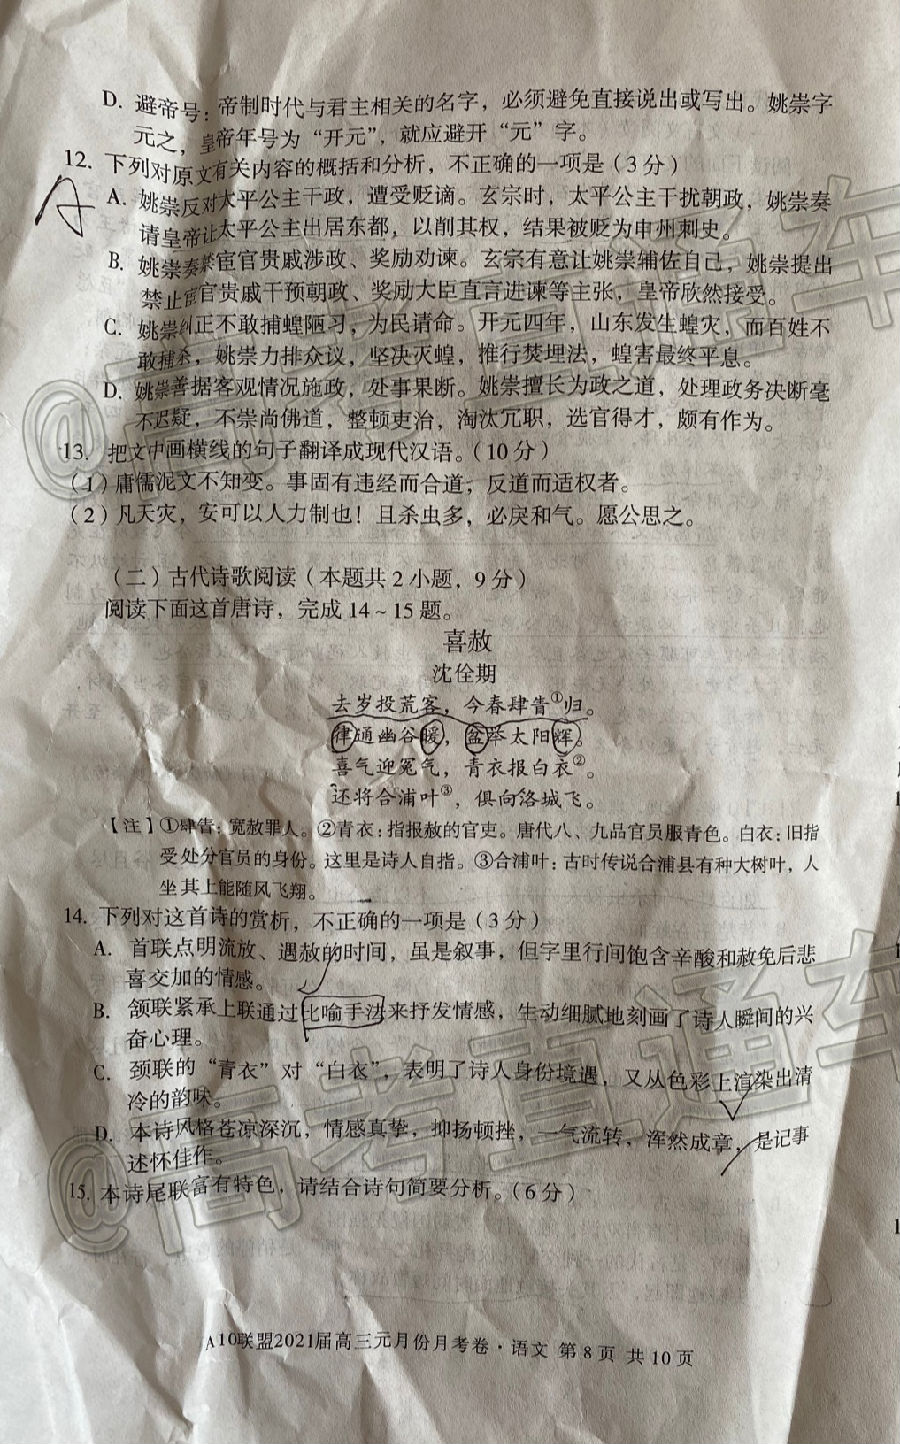 D. 避帝号：帝制时代与君主相关的名字，必须避免直接说出或写出。姚崇字
元之，皇帝年号为“开元”，就应避开“元”字。
12. 下列对原文有关内容的概括和分析，不正确的一项是（3分）
A. 姚崇反对太平公主干政，遭受贬谪。玄宗时，太平公主干扰朝政，姚崇奏
请皇帝让太平公主出居东都，以削其权，结果被贬为申州刺史。
B. 姚崇奏禁宦官贵戚涉政、奖励劝谏。玄宗有意让姚崇辅佐自己，姚崇提出
禁止宦官贵戚干预朝政、奖励大臣直言进谏等主张，皇帝欣然接受。
C. 姚崇纠正不敢捕蝗陋习，为民请命。开元四年，山东发生蝗灾，而百姓不
敢捕杀，姚崇力排众议，坚决灭蝗，推行焚埋法，蝗害最终平息。
D. 姚崇善据客观情况施政，处事果断。姚崇擅长为政之道，处理政务决断毫
不迟疑，不崇尚佛道，整顿吏治，淘汰冗职，选官得才，颇有作为。
13. 把文中画横线的句子翻译成现代汉语。（10分）
（1）庸儒泥文不知变。事固有违经而合道，反道而适权者。
（2）凡天灾，安可以人力制也！且杀虫多，必戾和气。愿公思之。
（二）古代诗歌阅读（本题共2小题，9分）
阅读下面这首唐诗，完成14～15题。
喜赦
沈佺期
去岁投荒客，今春肆眚①归。
律通幽谷暖，盆举太阳辉。
喜气迎冤气，青衣报白衣②。
还将合浦叶③，俱向洛城飞。
【注】①肆眚：宽赦罪人。②青衣：指报赦的官吏。唐代八、九品官员服青色。白衣：旧指
受处分官员的身份。这里是诗人自指。③合浦叶：古时传说合浦县有种大树叶，人
坐其上能随风飞翔。
14. 下列对这首诗的赏析，不正确的一项是（3分）
A. 首联点明流放、遇赦的时间，虽是叙事，但字里行间饱含辛酸和赦免后悲
喜交加的情感。
B. 颔联紧承上联通过比喻手法来抒发情感，生动细腻地刻画了诗人瞬间的兴
奋心理。
C. 颈联的“青衣”对“白衣”，表明了诗人身份境遇，又从色彩上渲染出清
冷的韵味。
D. 本诗风格苍凉深沉，情感真挚，抑扬顿挫，一气流转，浑然成章，是记事
述怀佳作。
15. 本诗尾联富有特色，请结合诗句简要分析。（6分）
A10联盟2021届高三元月份月考卷·语文 第8页 共10页
@高考直通车
@高考直通车